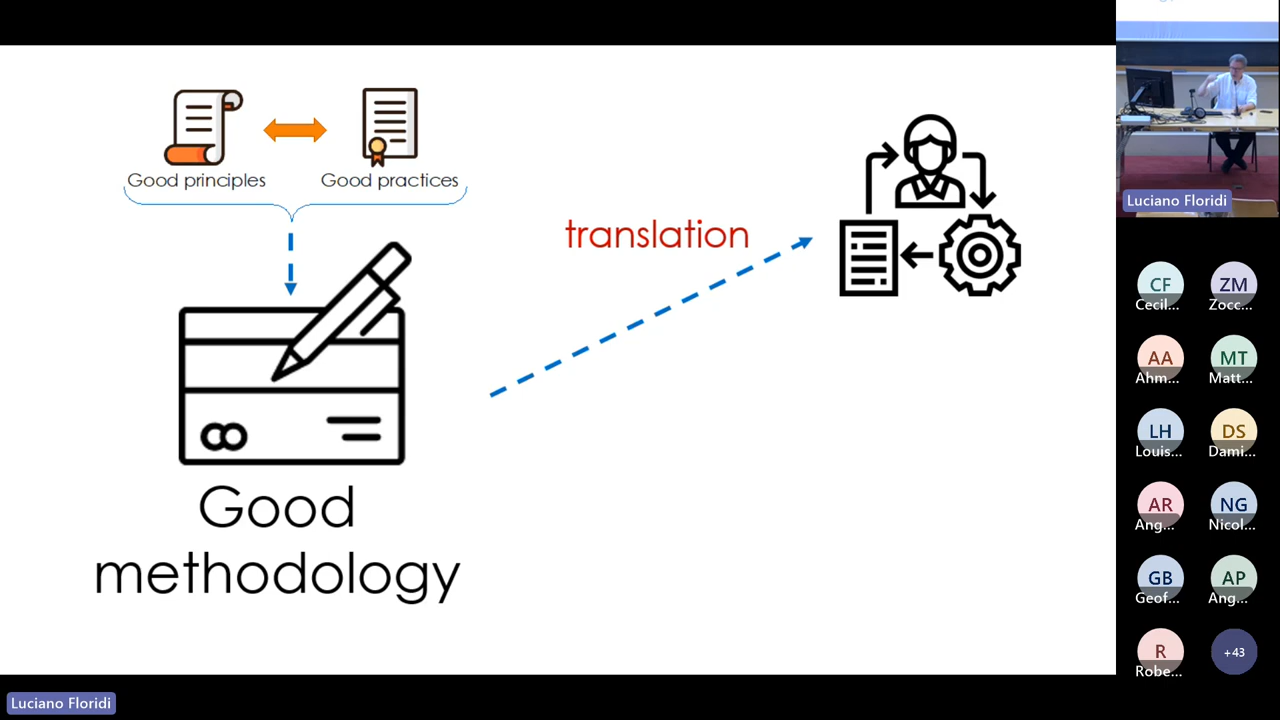 Good principles
Good practices
translation
Good
methodology
Luciano Floridi
CF
Cecil...
ZM
Zocc...
AA
Ahm...
MT
Matt...
LH
Louis...
DS
Dami...
AR
Ang...
NG
Nicol...
GB
Geof...
AP
Ang...
R
Robe...
+43
Luciano Floridi